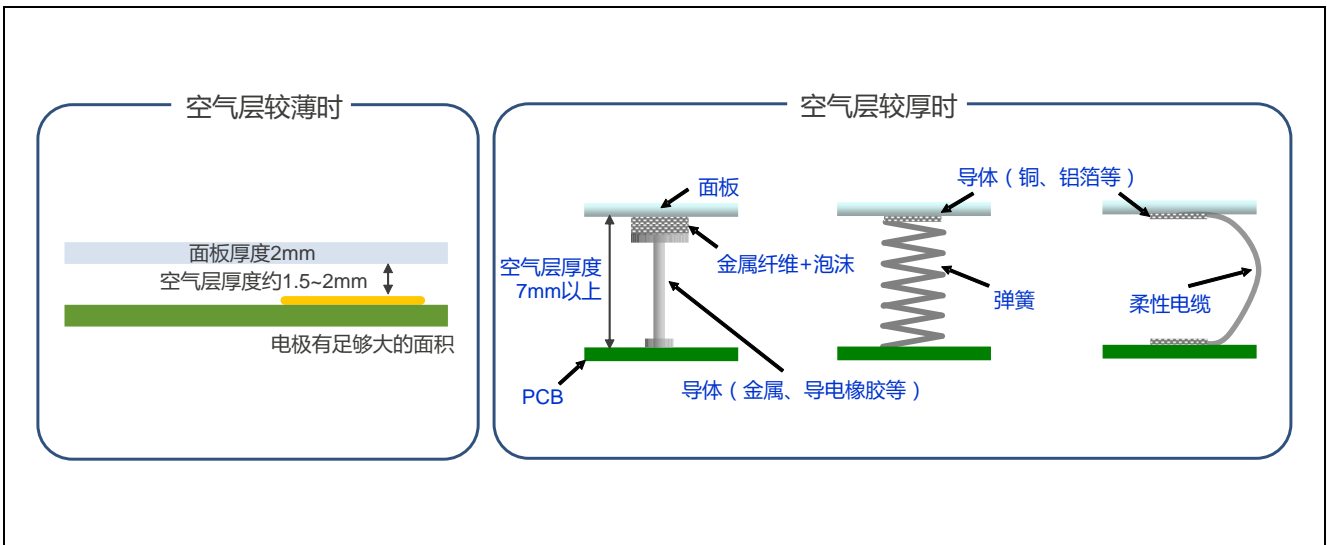 空气层较薄时
面板厚度2mm
空气层厚度约1.5~2mm
电极有足够大的面积
空气层较厚时
面板
金属纤维+泡沫
空气层厚度
7mm以上
PCB
导体（金属、导电橡胶等）
导体（铜、铝箔等）
弹簧
柔性电缆